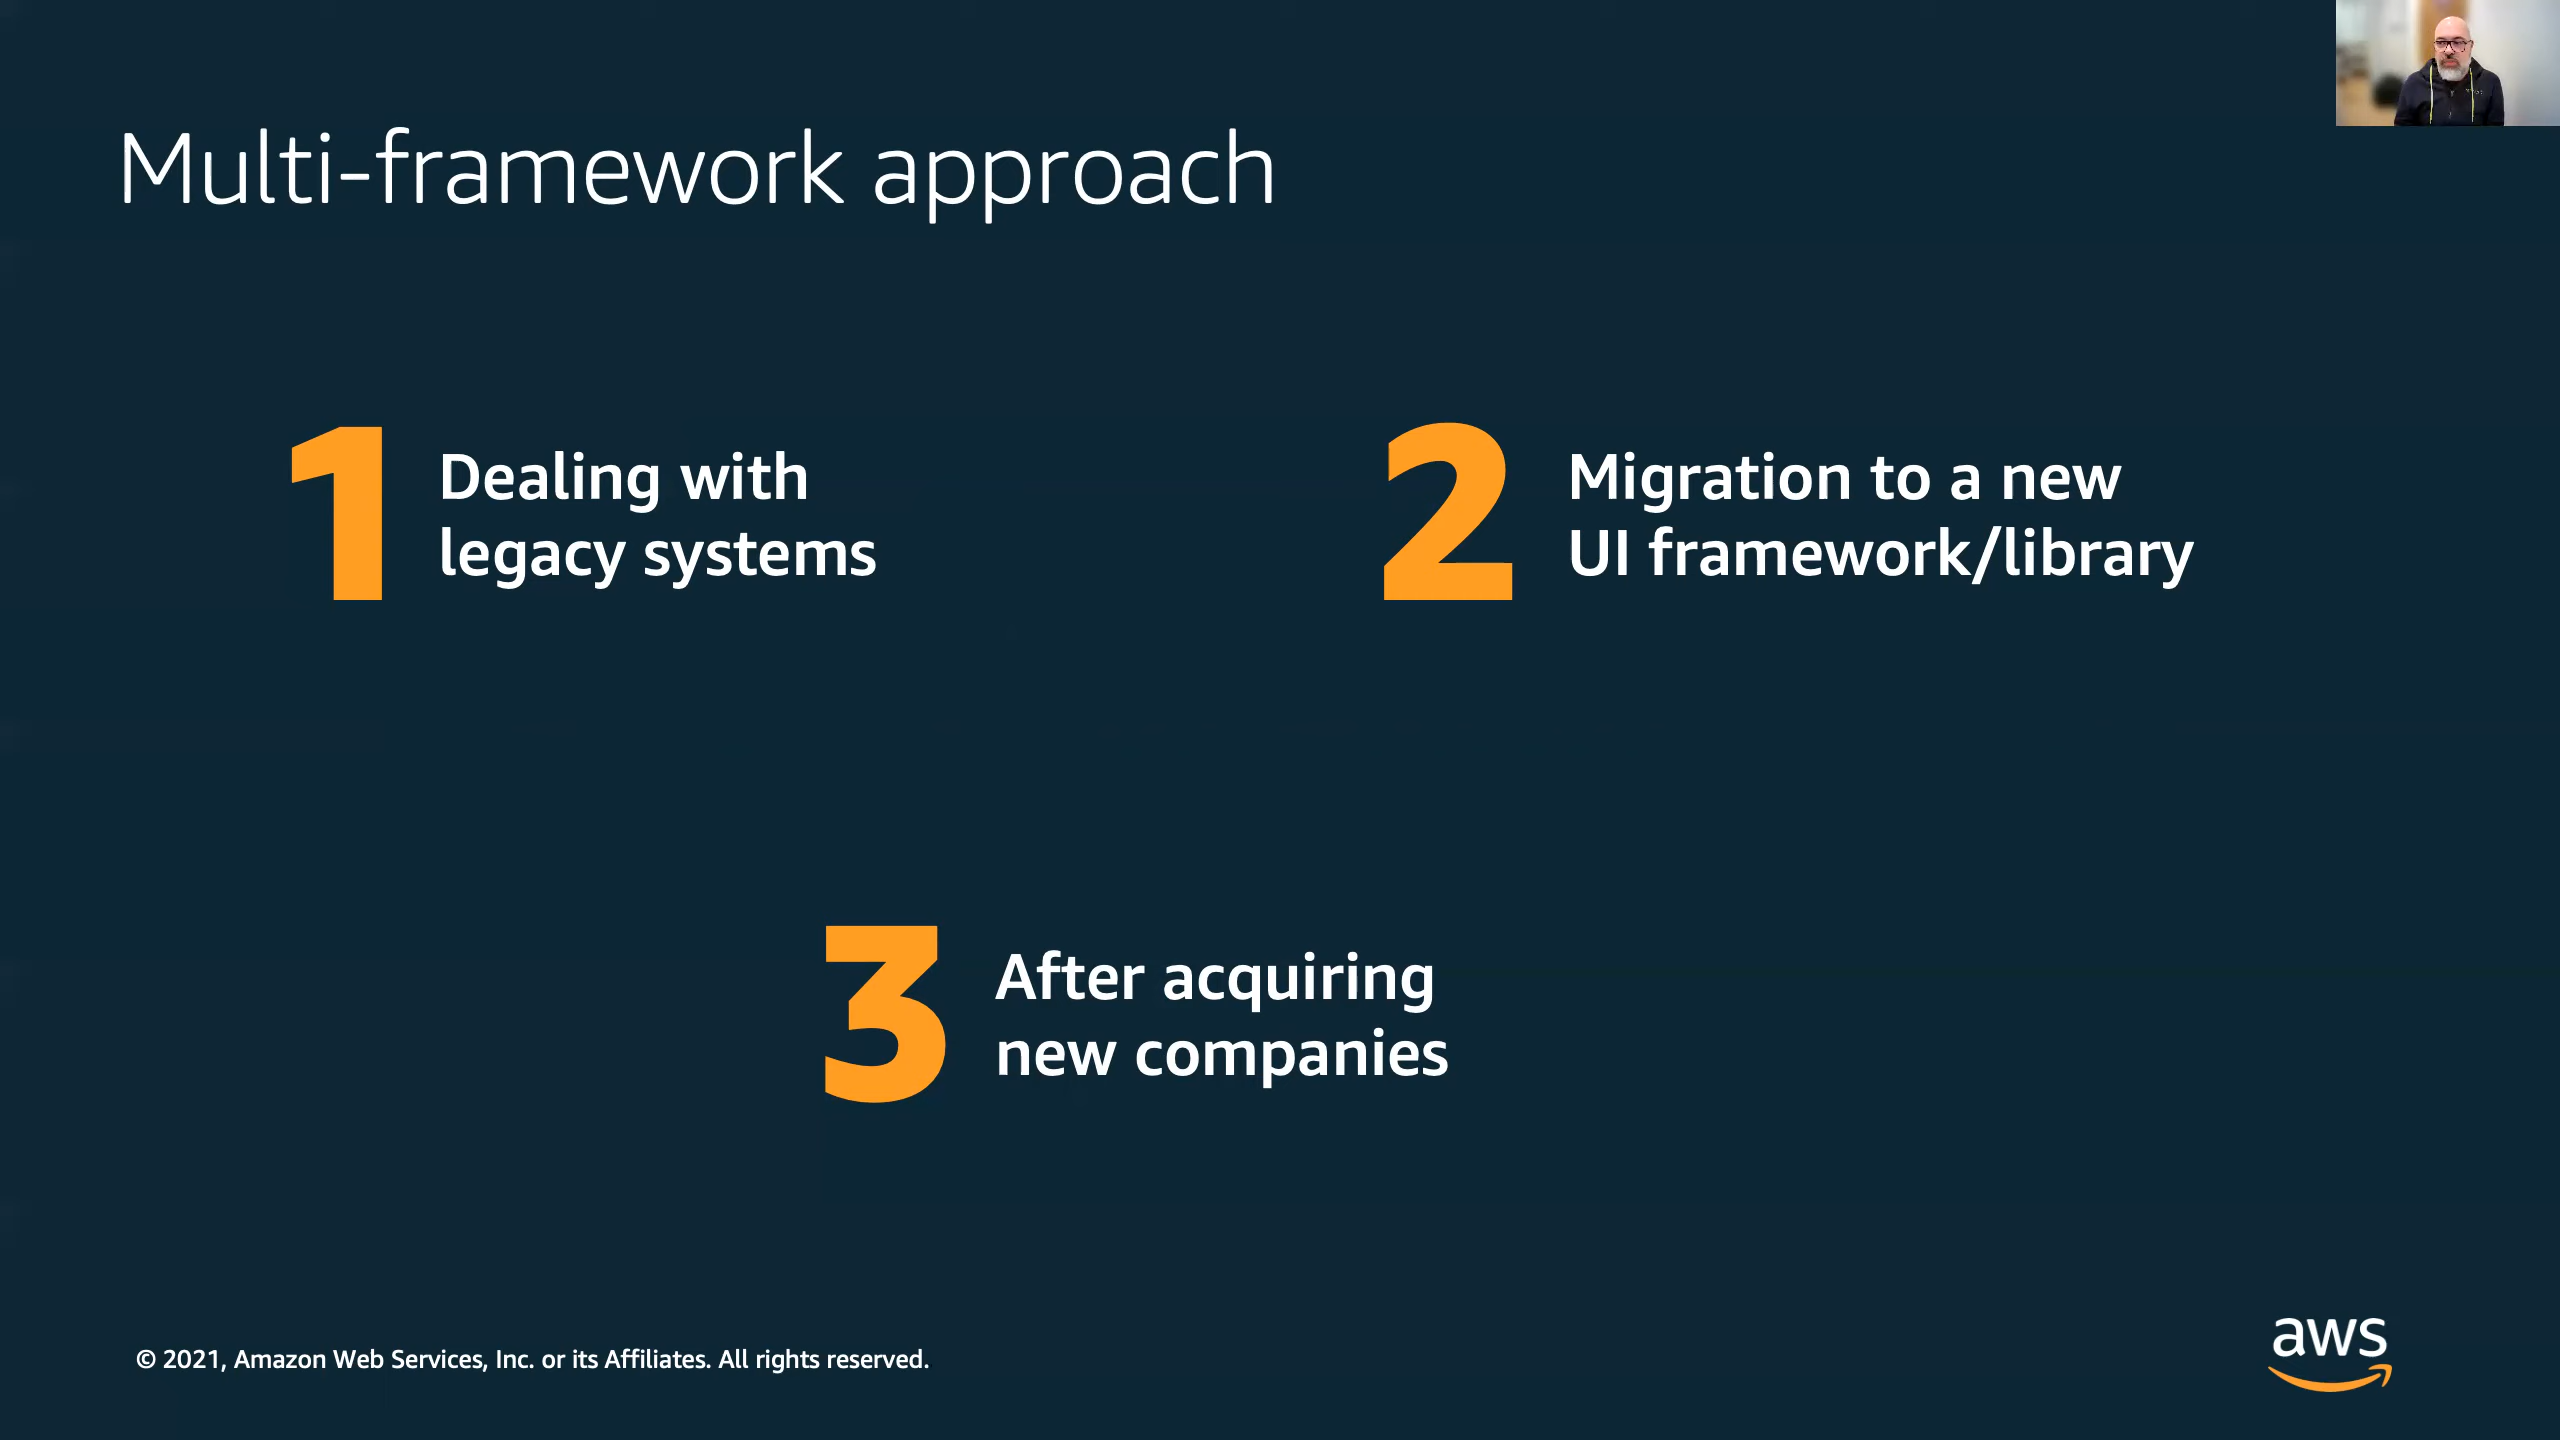 Multi-framework approach
1
Dealing with
legacy systems
2
Migration to a new
UI framework/library
3
After acquiring
new companies
© 2021, Amazon Web Services, Inc. or its Affiliates. All rights reserved.
aws